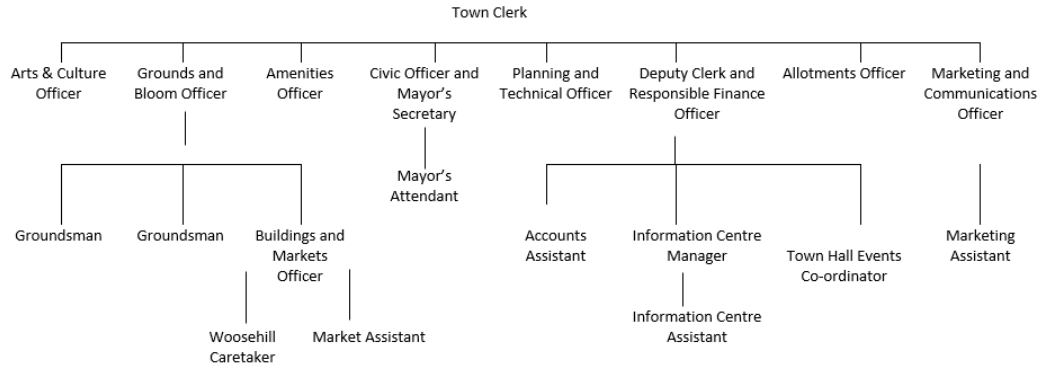 Town Clerk
Arts & Culture
Officer
Grounds and
Bloom Officer
Amenities
Officer
Civic Officer and
Mayor's
Secretary
Planning and
Technical Officer
Deputy Clerk and
Responsible Finance
Officer
Allotments Officer
Marketing and
Communications
Officer
Mayor's
Attendant
Groundsman
Groundsman
Buildings and
Markets
Officer
Accounts
Assistant
Information Centre
Manager
Town Hall Events
Co-ordinator
Marketing
Assistant
Woosehill
Caretaker
Market Assistant
Information Centre
Assistant